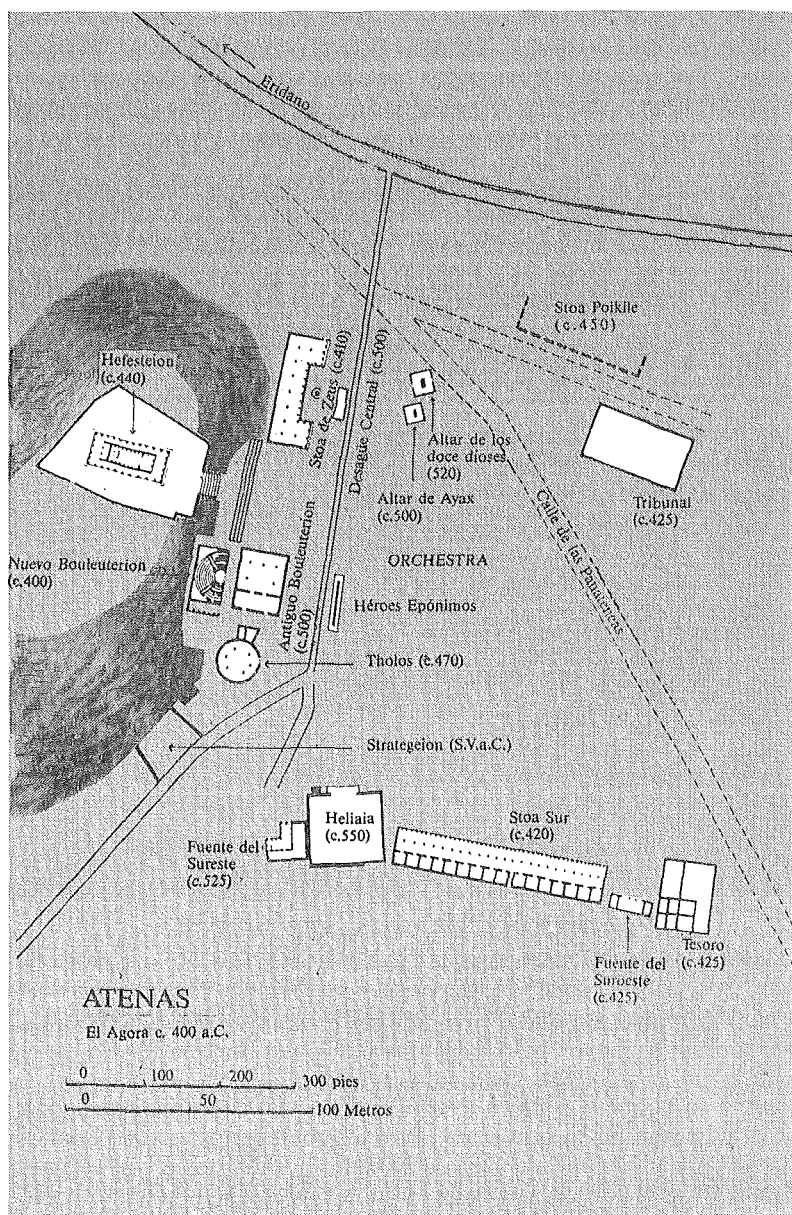 Eridano
Stoa Poikile
(c.450)
Hefesteion
(c.440)
Stoa de Zeus (c.410)
Desague Central (c.500)
Altar de los
doce dioses
(520)
Altar de Ayax
(c.500)
Tribunal
(c.425)
Calle de las Panateneas
Nuevo Bouleuterion
(c.400)
Antiguo Bouleuterion
(c.500)
ORCHESTRA
Héroes Epónimos
Tholos (c.470)
Strategeion (S.V.a.C.)
Heliaia
(c.550)
Stoa Sur
(c.420)
Fuente del
Sureste
(c.525)
Fuente del
Suroeste
(c.425)
Tesoro
(c.425)
ATENAS
El Agora c. 400 a.C.
0 100 200 300 pies
0 50 100 Metros